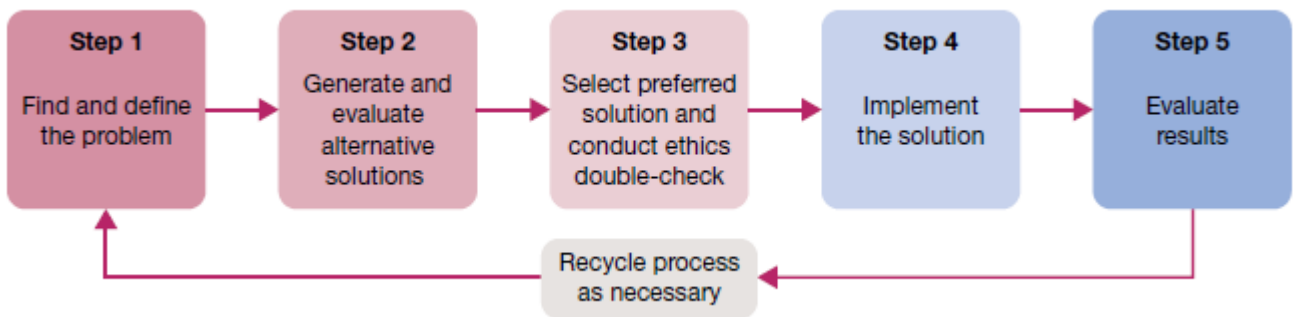 Step 1
Find and define
the problem
Step 2
Generate and
evaluate
alternative
solutions
Step 3
Select preferred
solution and
conduct ethics
double-check
Step 4
Implement
the solution
Step 5
Evaluate
results
Recycle process
as necessary